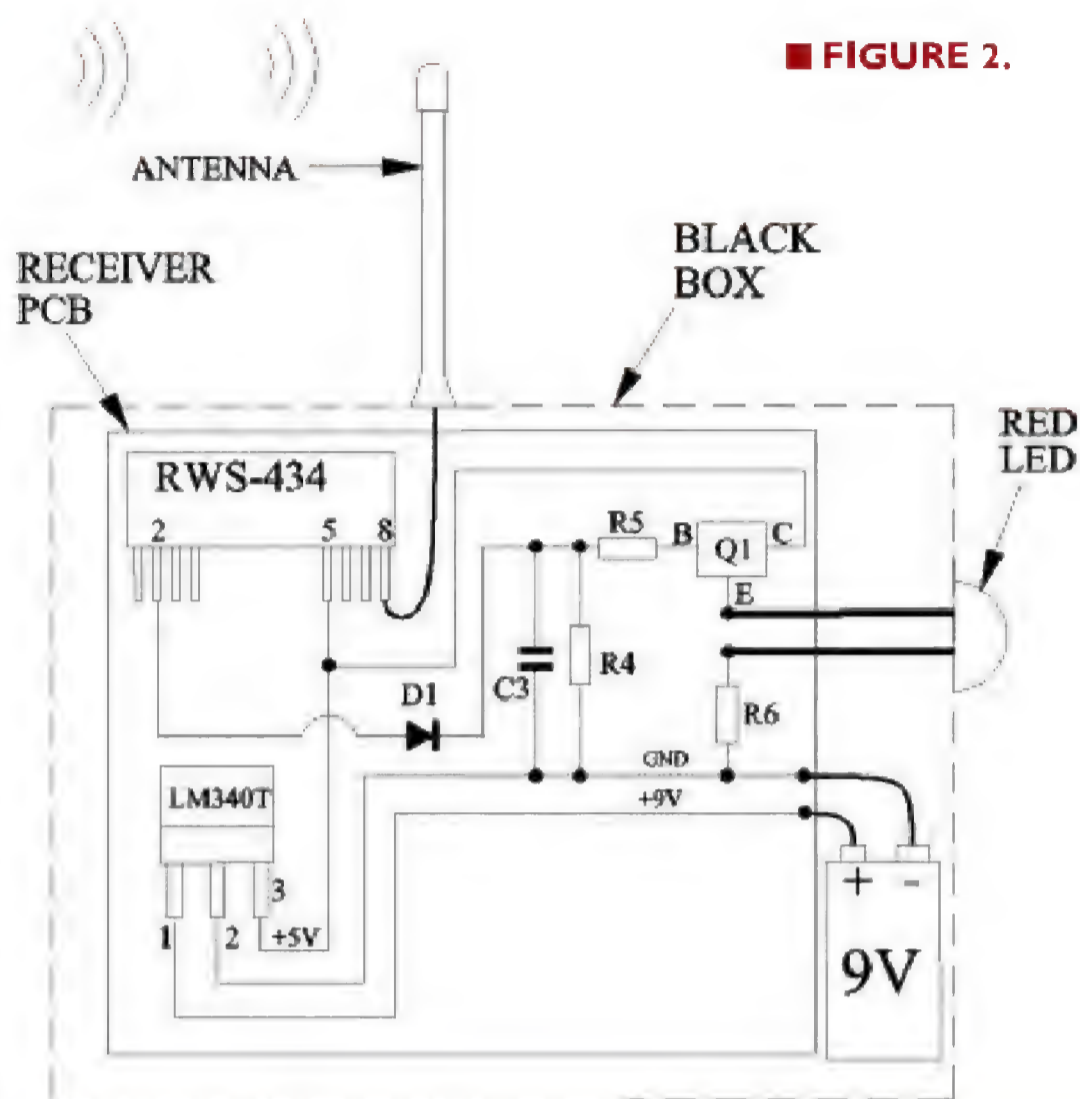 FIGURE 2.
ANTENNA
RECEIVER
PCB
BLACK
BOX
RED
LED
RWS-434
2
5
8
R5
B
Q1
C
E
C3
R4
D1
R6
GND
+9V
LM340T
1
2
3
+5V
+ -
9V